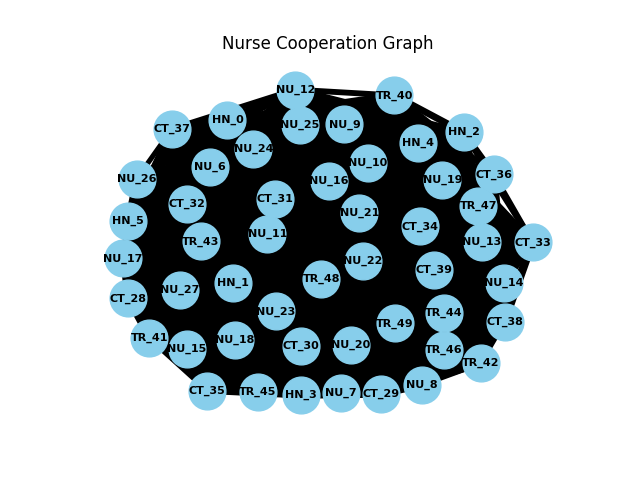 Nurse Cooperation Graph
NU_12
TR_40
HN_0
NU_25
NU_9
CT_37
HN_2
HN_4
NU_24
NU_10
NU_6
CT_36
NU_26
NU_16
NU_19
CT_31
CT_32
TR_47
NU_21
HN_5
CT_34
NU_11
TR_43
NU_13
CT_33
NU_17
NU_22
CT_39
TR_48
HN_1
NU_14
NU_27
CT_28
NU_23
TR_44
CT_38
TR_49
TR_41
NU_18
NU_15
CT_30
NU_20
TR_46
TR_42
NU_8
CT_35
TR_45
HN_3
NU_7
CT_29